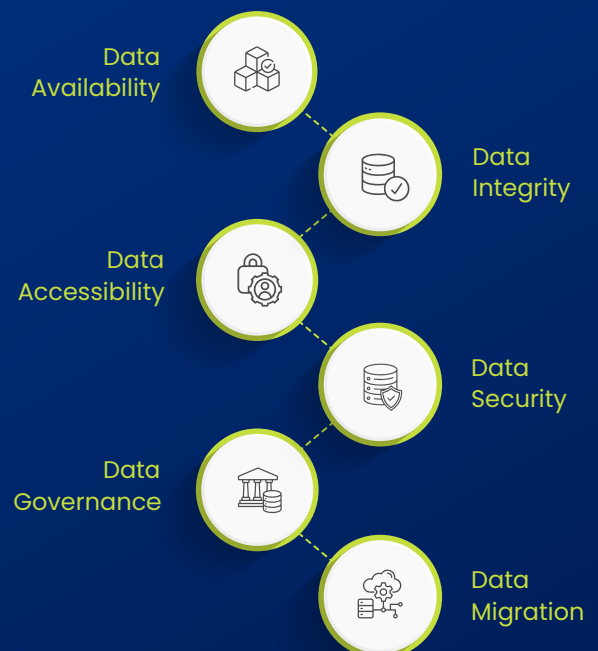 Data
Availability
Data
Integrity
Data
Accessibility
Data
Security
Data
Governance
Data
Migration